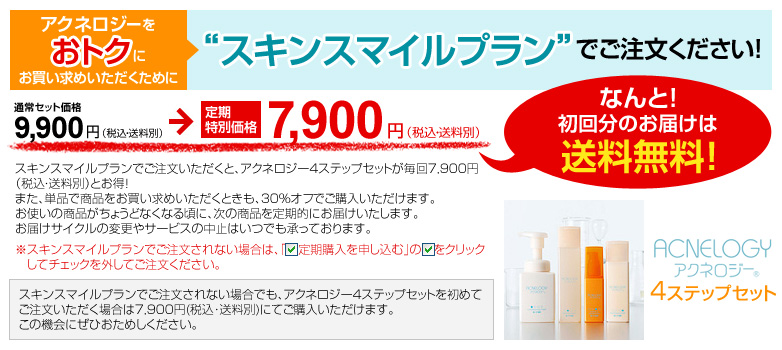 アクネロジーを
おトクに
お買い求めいただくために
“スキンスマイルプラン”でご注文ください!
通常セット価格
9,900円(税込・送料別)
定期
特別価格
7,900円(税込・送料別)
なんと!
初回分のお届けは
送料無料!
スキンスマイルプランでご注文いただくと、アクネロジー4ステップセットが毎回7,900円
(税込・送料別)とお得!
また、単品で商品をお買い求めいただくときも、30%オフでご購入いただけます。
お使いの商品がちょうどなくなる頃に、次の商品を定期的にお届けいたします。
お届けサイクルの変更やサービスの中止はいつでも承っております。
※スキンスマイルプランでご注文されない場合は、「☑定期購入を申し込む」の☑をクリック
してチェックを外してご注文ください。
スキンスマイルプランでご注文されない場合でも、アクネロジー4ステップセットを初めて
ご注文いただく場合は7,900円(税込・送料別)にてご購入いただけます。
この機会にぜひおためしください。
ACNELOGY
アクネロジー®
4ステップセット